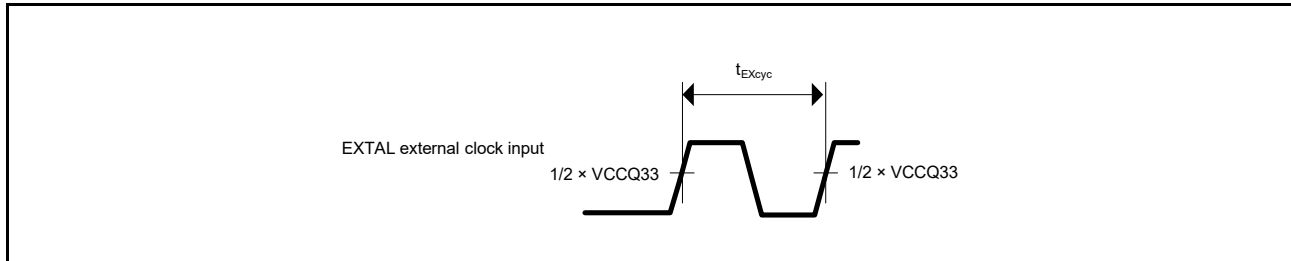 tEXcyc
EXTAL external clock input
1/2 × VCCQ33
1/2 × VCCQ33